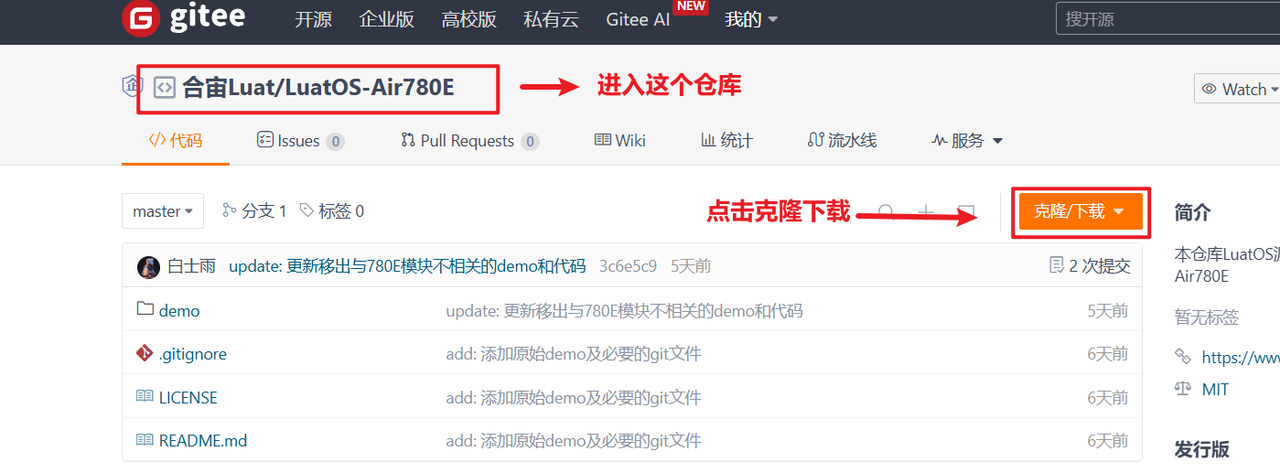 gitee 开源 企业版 高校版 私有云 Gitee AI NEW 我的 搜开源
合宙Luat/LuatOS-Air780E 进入这个仓库 Watch
代码 Issues 0 Pull Requests 0 Wiki 统计 流水线 服务
master 分支 1 标签 0 点击克隆下载 克隆/下载 简介
白士雨 update: 更新移出与780E模块不相关的demo和代码 3c6e5c9 5天前 2 次提交
本仓库LuatOS源
Air780E
demo update: 更新移出与780E模块不相关的demo和代码 5天前
暂无标签
.gitignore add: 添加原始demo及必要的git文件 6天前
https://www
LICENSE add: 添加原始demo及必要的git文件 6天前
MIT
README.md add: 添加原始demo及必要的git文件 6天前
发行版